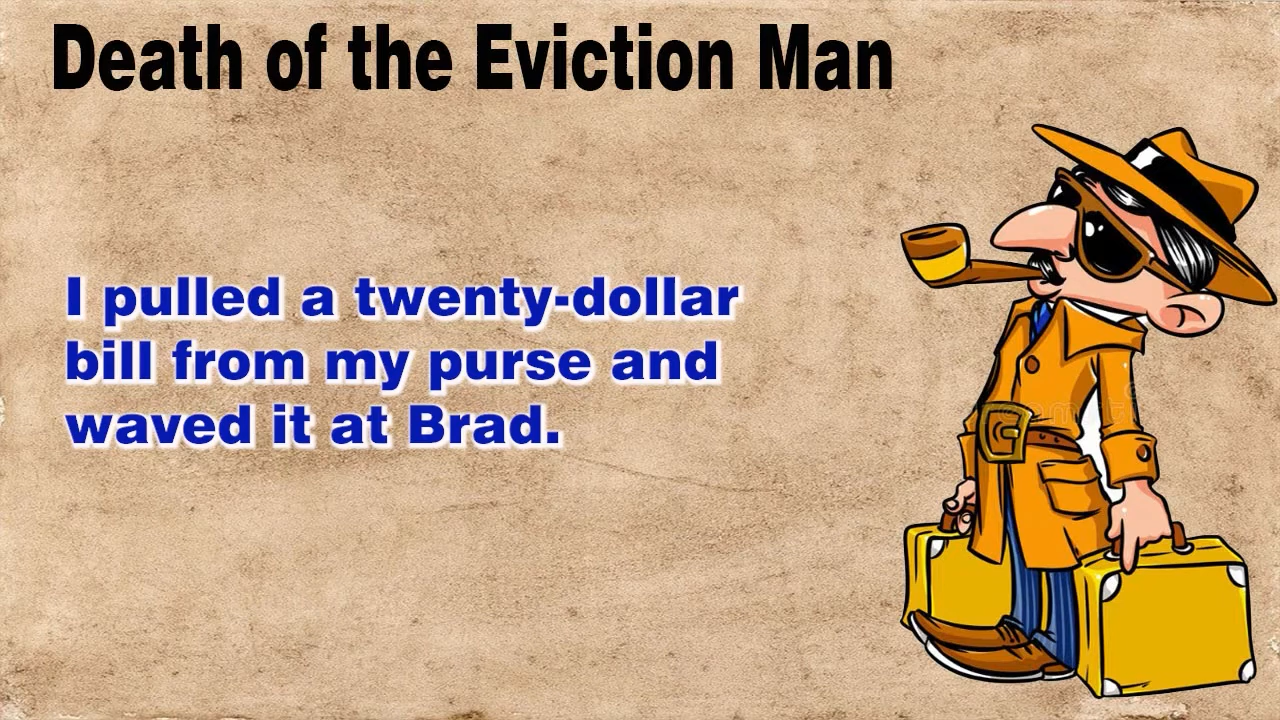 Death of the Eviction Man
I pulled a twenty-dollar
bill from my purse and
waved it at Brad.